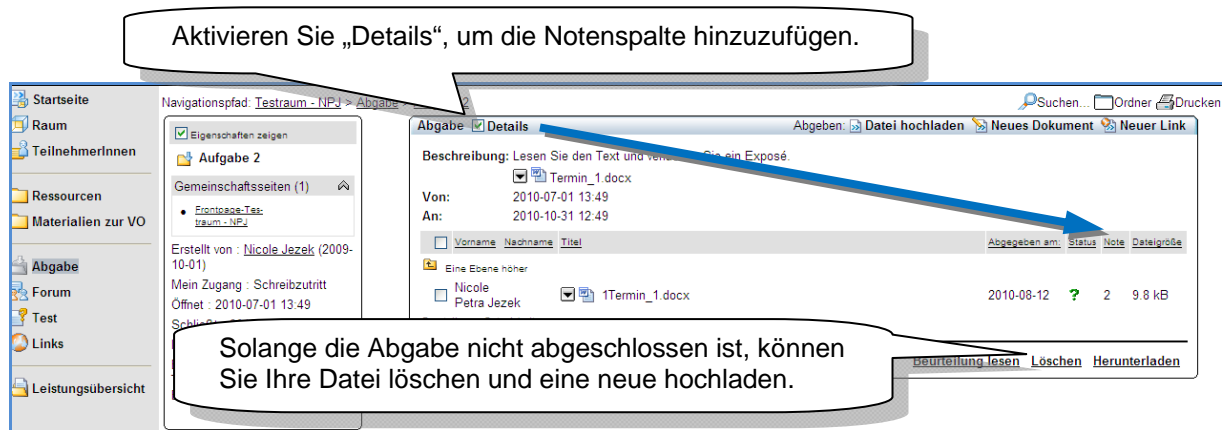 Aktivieren Sie „Details“, um die Notenspalte hinzuzufügen.
Startseite
Raum
TeilnehmerInnen
Ressourcen
Materialien zur VO
Abgabe
Forum
Test
Links
Leistungsübersicht
Navigationspfad: Testraum - NPJ > Abgabe > 2
Suchen... Ordner Drucken
Eigenschaften zeigen
Aufgabe 2
Gemeinschaftsseiten (1)
Frontpage-Tes-
traum - NPJ
Erstellt von : Nicole Jezek (2009-
10-01)
Mein Zugang : Schreibzutritt
Öffnet : 2010-07-01 13:49
Abgabe Details Abgeben: Datei hochladen Neues Dokument Neuer Link
Beschreibung: Lesen Sie den Text und Sie ein Exposé.
Termin_1.docx
Von: 2010-07-01 13:49
An: 2010-10-31 12:49
Vorname Nachname Titel Abgegeben am: Status Note Dateigröße
Eine Ebene höher
Nicole
Petra Jezek 1Termin_1.docx 2010-08-12 ? 2 9.8 kB
Solange die Abgabe nicht abgeschlossen ist, können
Sie Ihre Datei löschen und eine neue hochladen.
Beurteilung lesen Löschen Herunterladen